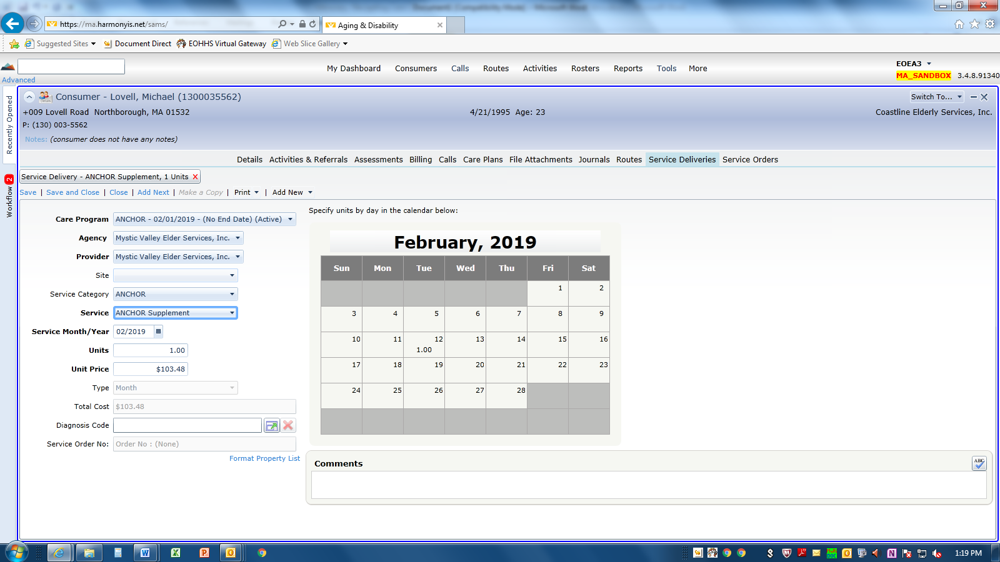 https://ma.harmonyis.net/sams/
Aging & Disability
Suggested Sites
Document Direct
EOHHS Virtual Gateway
Web Slice Gallery
My Dashboard Consumers Calls Routes Activities Rosters Reports Tools More
EOEA3
MA_SANDBOX 3.4.8.91340
Advanced
Recently Opened
Workflow 2
Consumer - Lovell, Michael (1300035562)
Switch To...
+009 Lovell Road Northborough, MA 01532
4/21/1995 Age: 23
Coastline Elderly Services, Inc.
P: (130) 003-5562
Notes: (consumer does not have any notes)
Details Activities & Referrals Assessments Billing Calls Care Plans File Attachments Journals Routes Service Deliveries Service Orders
Service Delivery - ANCHOR Supplement, 1 Units
Save | Save and Close | Close | Add Next | Make a Copy | Print | Add New
Care Program ANCHOR - 02/01/2019 - (No End Date) (Active)
Agency Mystic Valley Elder Services, Inc.
Provider Mystic Valley Elder Services, Inc.
Site
Service Category ANCHOR
Service ANCHOR Supplement
Service Month/Year 02/2019
Units 1.00
Unit Price $103.48
Type Month
Total Cost $103.48
Diagnosis Code
Service Order No: Order No : (None)
Format Property List
Specify units by day in the calendar below:
February, 2019
Sun Mon Tue Wed Thu Fri Sat
1 2
3 4 5 6 7 8 9
10 11 12 13 14 15 16
1.00
17 18 19 20 21 22 23
24 25 26 27 28
Comments
ABC
1:19 PM